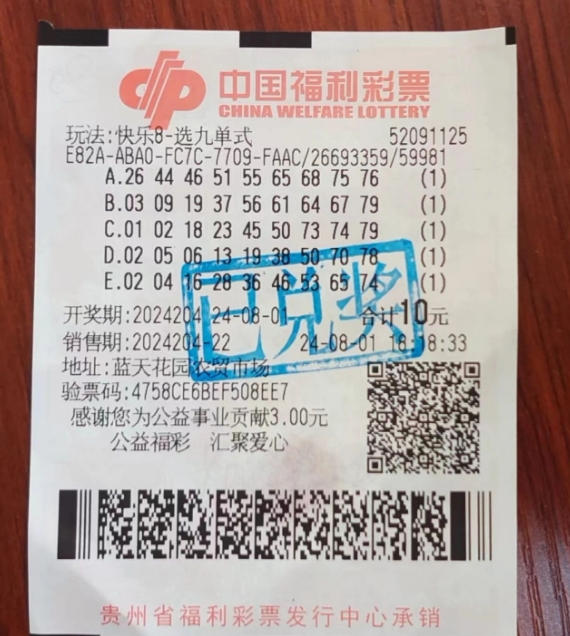 中国福利彩票
CHINA WELFARE LOTTERY
玩法:快乐8-选九单式 52091125
E82A-ABA0-FC7C-7709-FAAC/26693359/59981
A.26 44 46 51 55 65 68 75 76 (1)
B.03 09 19 37 56 61 64 67 79 (1)
C.01 02 18 23 45 50 73 74 79 (1)
D.02 05 06 13 19 38 50 70 78 (1)
E.02 04 16 28 36 46 53 65 74 (1)
已兑奖
开奖期:2024204 24-08-01 合计10元
销售期:2024204-22 24-08-01 18:18:33
地址:蓝天花园农贸市场
验票码:4758CE6BEF508EE7
感谢您为公益事业贡献3.00元
公益福彩 汇聚爱心
贵州省福利彩票发行中心承销